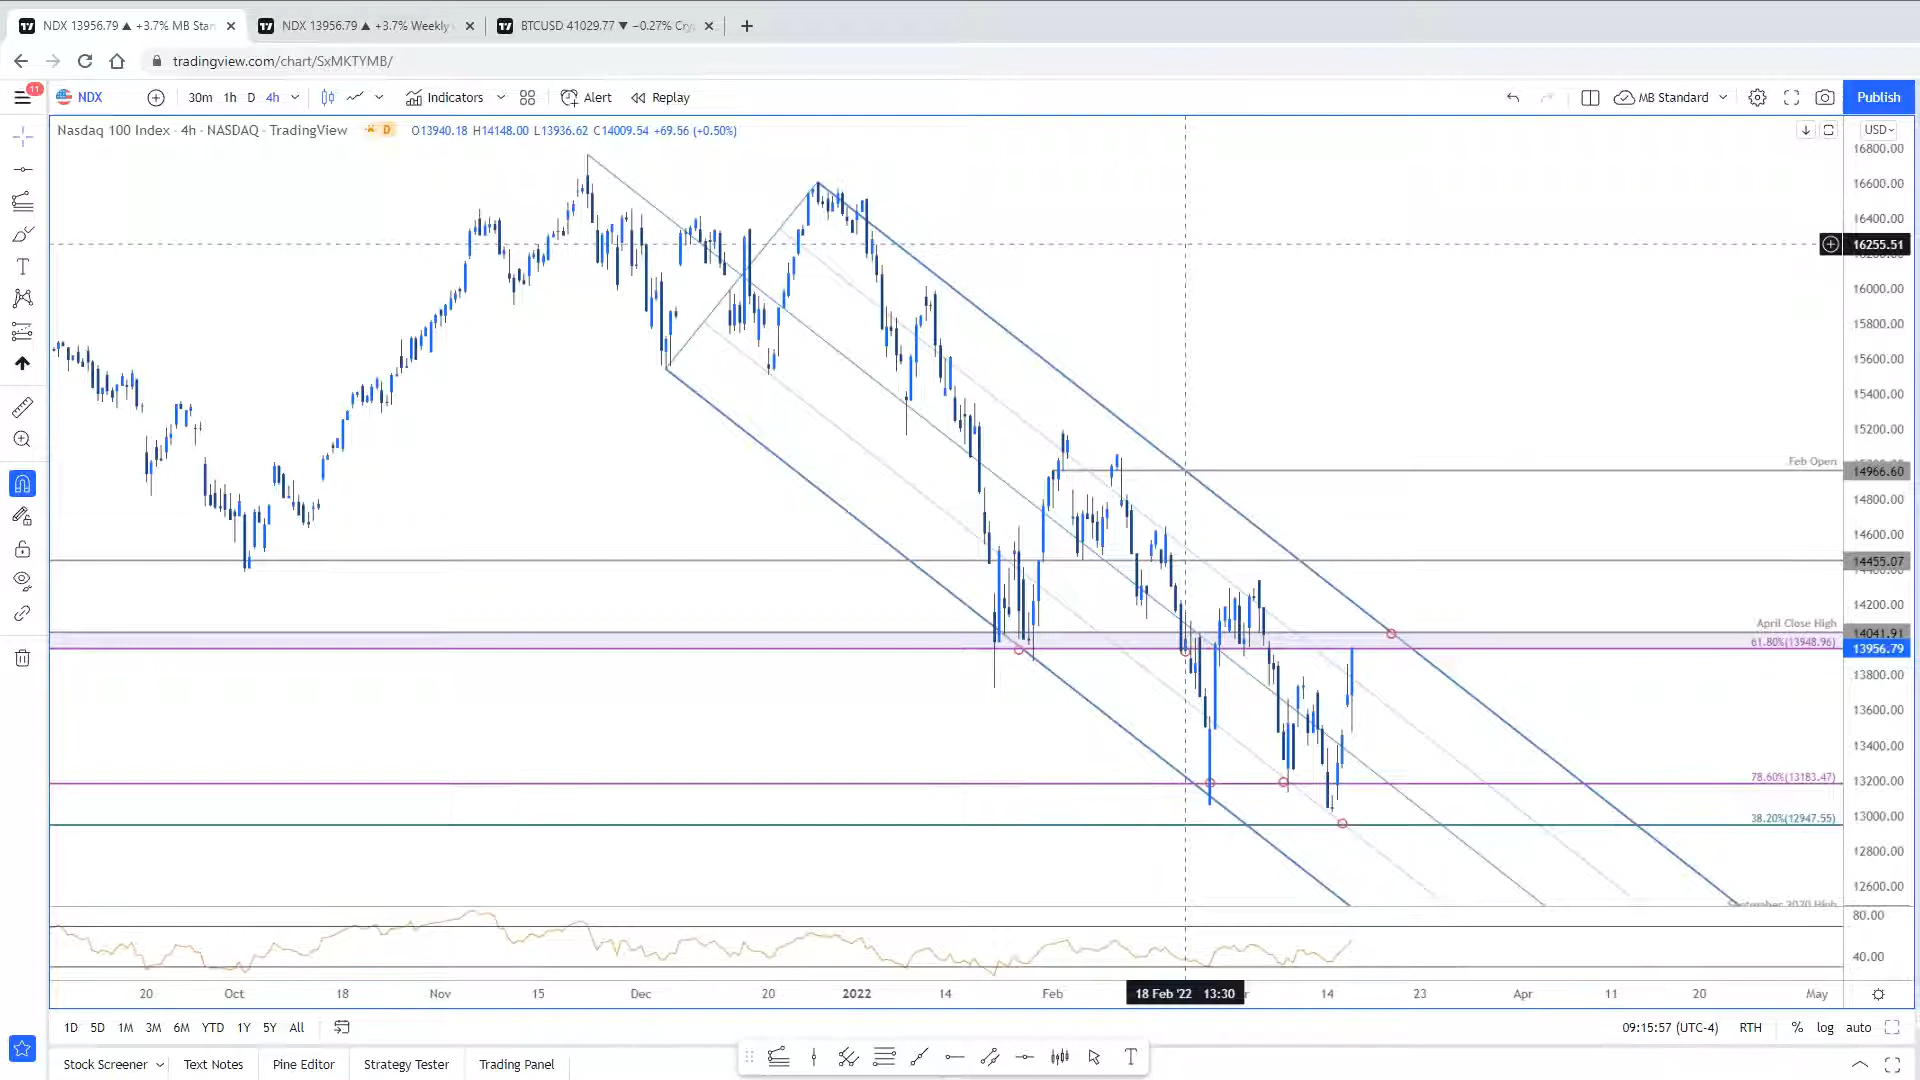 NDX 13956.79 ▲ +3.7% MB Stan
NDX 13956.79 ▲ +3.7% Weekly
BTCUSD 41029.77 ▼ −0.27% Cry
tradingview.com/chart/SxMKTYMB/
11
NDX 30m 1h D 4h Indicators Alert Replay MB Standard Publish
Nasdaq 100 Index · 4h · NASDAQ · TradingView D O13940.18 H14148.00 L13936.62 C14009.54 +69.56 (+0.50%)
USD
16800.00
16600.00
16400.00
16255.51
16000.00
15800.00
15600.00
15400.00
15200.00
Feb Open
14966.60
14800.00
14600.00
14455.07
14200.00
April Close High
14041.91
61.80%(13948.96)
13956.79
13800.00
13600.00
13400.00
13200.00
78.60%(13183.47)
13000.00
38.20%(12947.55)
12800.00
12600.00
September 2020 High
80.00
40.00
20 Oct 18 Nov 15 Dec 20 2022 14 Feb 18 Feb '22 13:30 14 23 Apr 11 20 May
1D 5D 1M 3M 6M YTD 1Y 5Y All 09:15:57 (UTC-4) RTH % log auto
Stock Screener Text Notes Pine Editor Strategy Tester Trading Panel